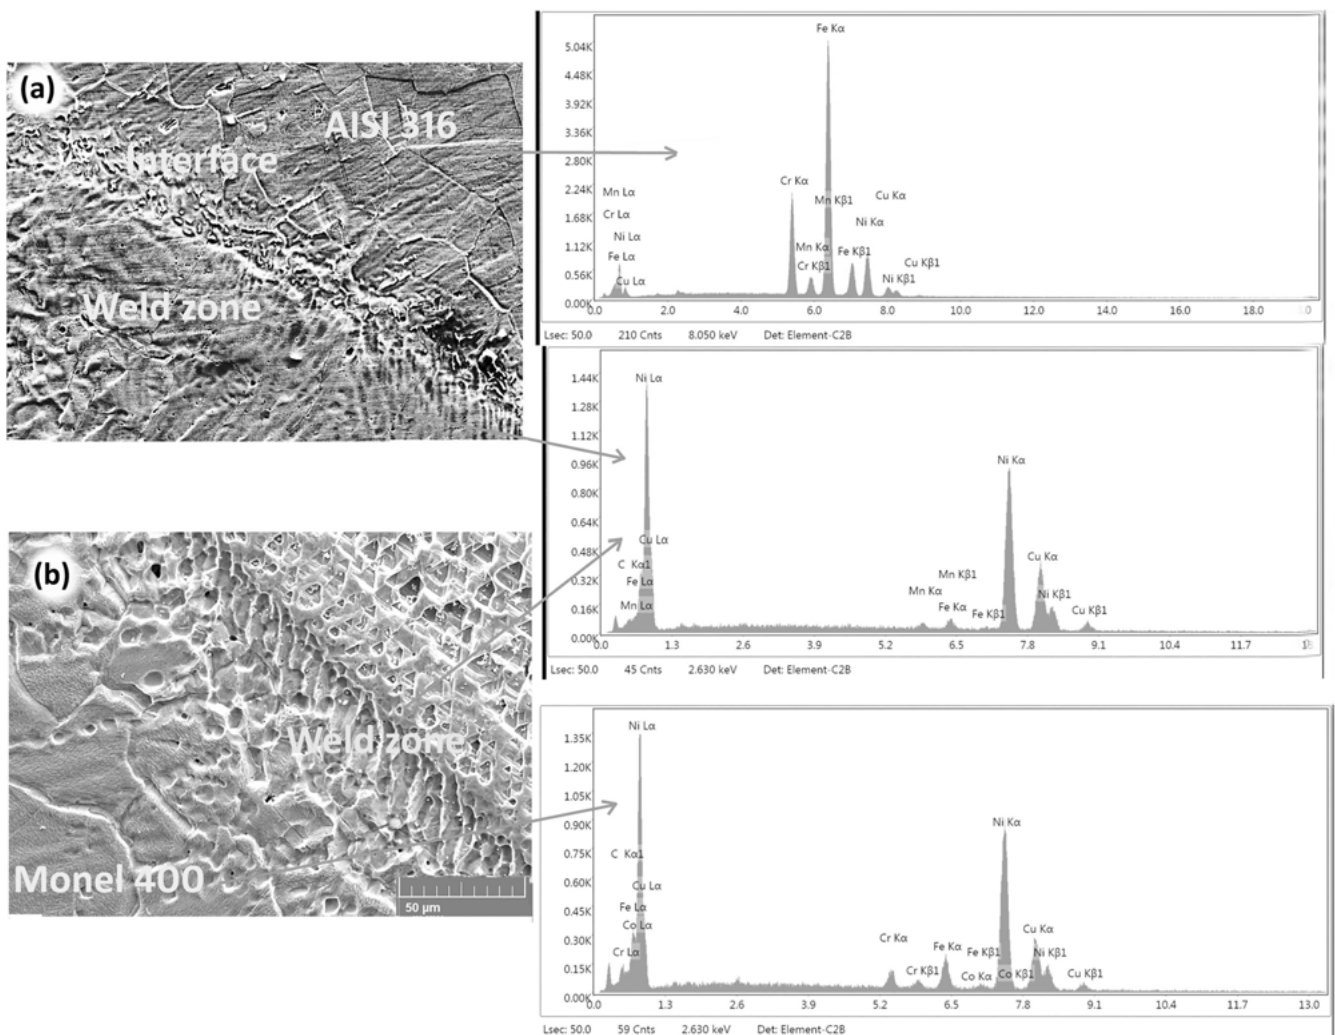 (a)
AISI 316
Interface
Weld zone
Fe Kα
5.04K
4.48K
3.92K
3.36K
2.80K
2.24K
1.68K
1.12K
0.56K
0.00K
Mn Lα
Cr Lα
Ni Lα
Fe Lα
Cu Lα
Cr Kα
Mn Kβ1
Cu Kα
Ni Kα
Mn Kα
Fe Kβ1
Cr Kβ1
Cu Kβ1
Ni Kβ1
0.0 2.0 4.0 6.0 8.0 10.0 12.0 14.0 16.0 18.0
Lsec: 50.0 210 Cnts 8.050 keV Det: Element-C2B
Ni Lα
1.44K
1.28K
1.12K
0.96K
0.80K
0.64K
0.48K
0.32K
0.16K
0.00K
Cu Lα
C Kα1
Fe Lα
Mn Lα
Ni Kα
Cu Kα
Mn Kβ1
Mn Kα
Ni Kβ1
Fe Kα
Fe Kβ1
Cu Kβ1
0.0 1.3 2.6 3.9 5.2 6.5 7.8 9.1 10.4 11.7
Lsec: 50.0 45 Cnts 2.630 keV Det: Element-C2B
(b)
Weld zone
Monel 400
50 µm
Ni Lα
1.35K
1.20K
1.05K
0.90K
0.75K
0.60K
0.45K
0.30K
0.15K
0.00K
C Kα1
Cu Lα
Fe Lα
Co Lα
Cr Lα
Ni Kα
Cu Kα
Cr Kα
Fe Kα
Fe Kβ1
Ni Kβ1
Cr Kβ1
Co Kα
Co Kβ1
Cu Kβ1
0.0 1.3 2.6 3.9 5.2 6.5 7.8 9.1 10.4 11.7 13.0
Lsec: 50.0 59 Cnts 2.630 keV Det: Element-C2B